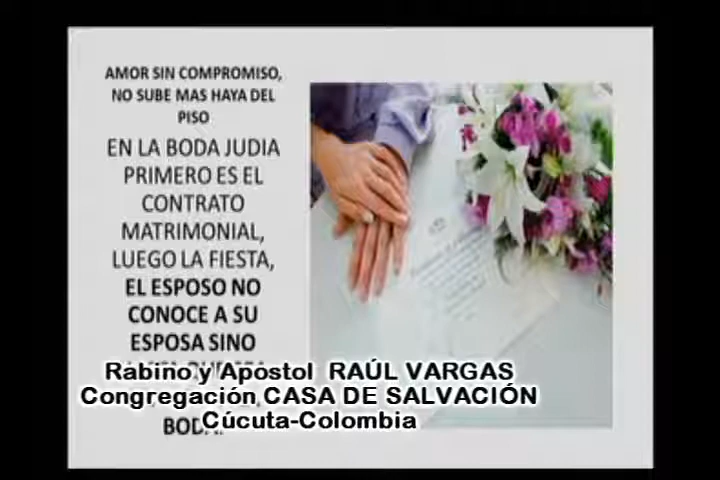 AMOR SIN COMPROMISO,
NO SUBE MAS HAYA DEL
PISO
EN LA BODA JUDIA
PRIMERO ES EL
CONTRATO
MATRIMONIAL,
LUEGO LA FIESTA,
EL ESPOSO NO
CONOCE A SU
ESPOSA SINO
Rabino y Apostol RAÚL VARGAS
Congregación CASA DE SALVACIÓN
Cúcuta-Colombia
BODA.